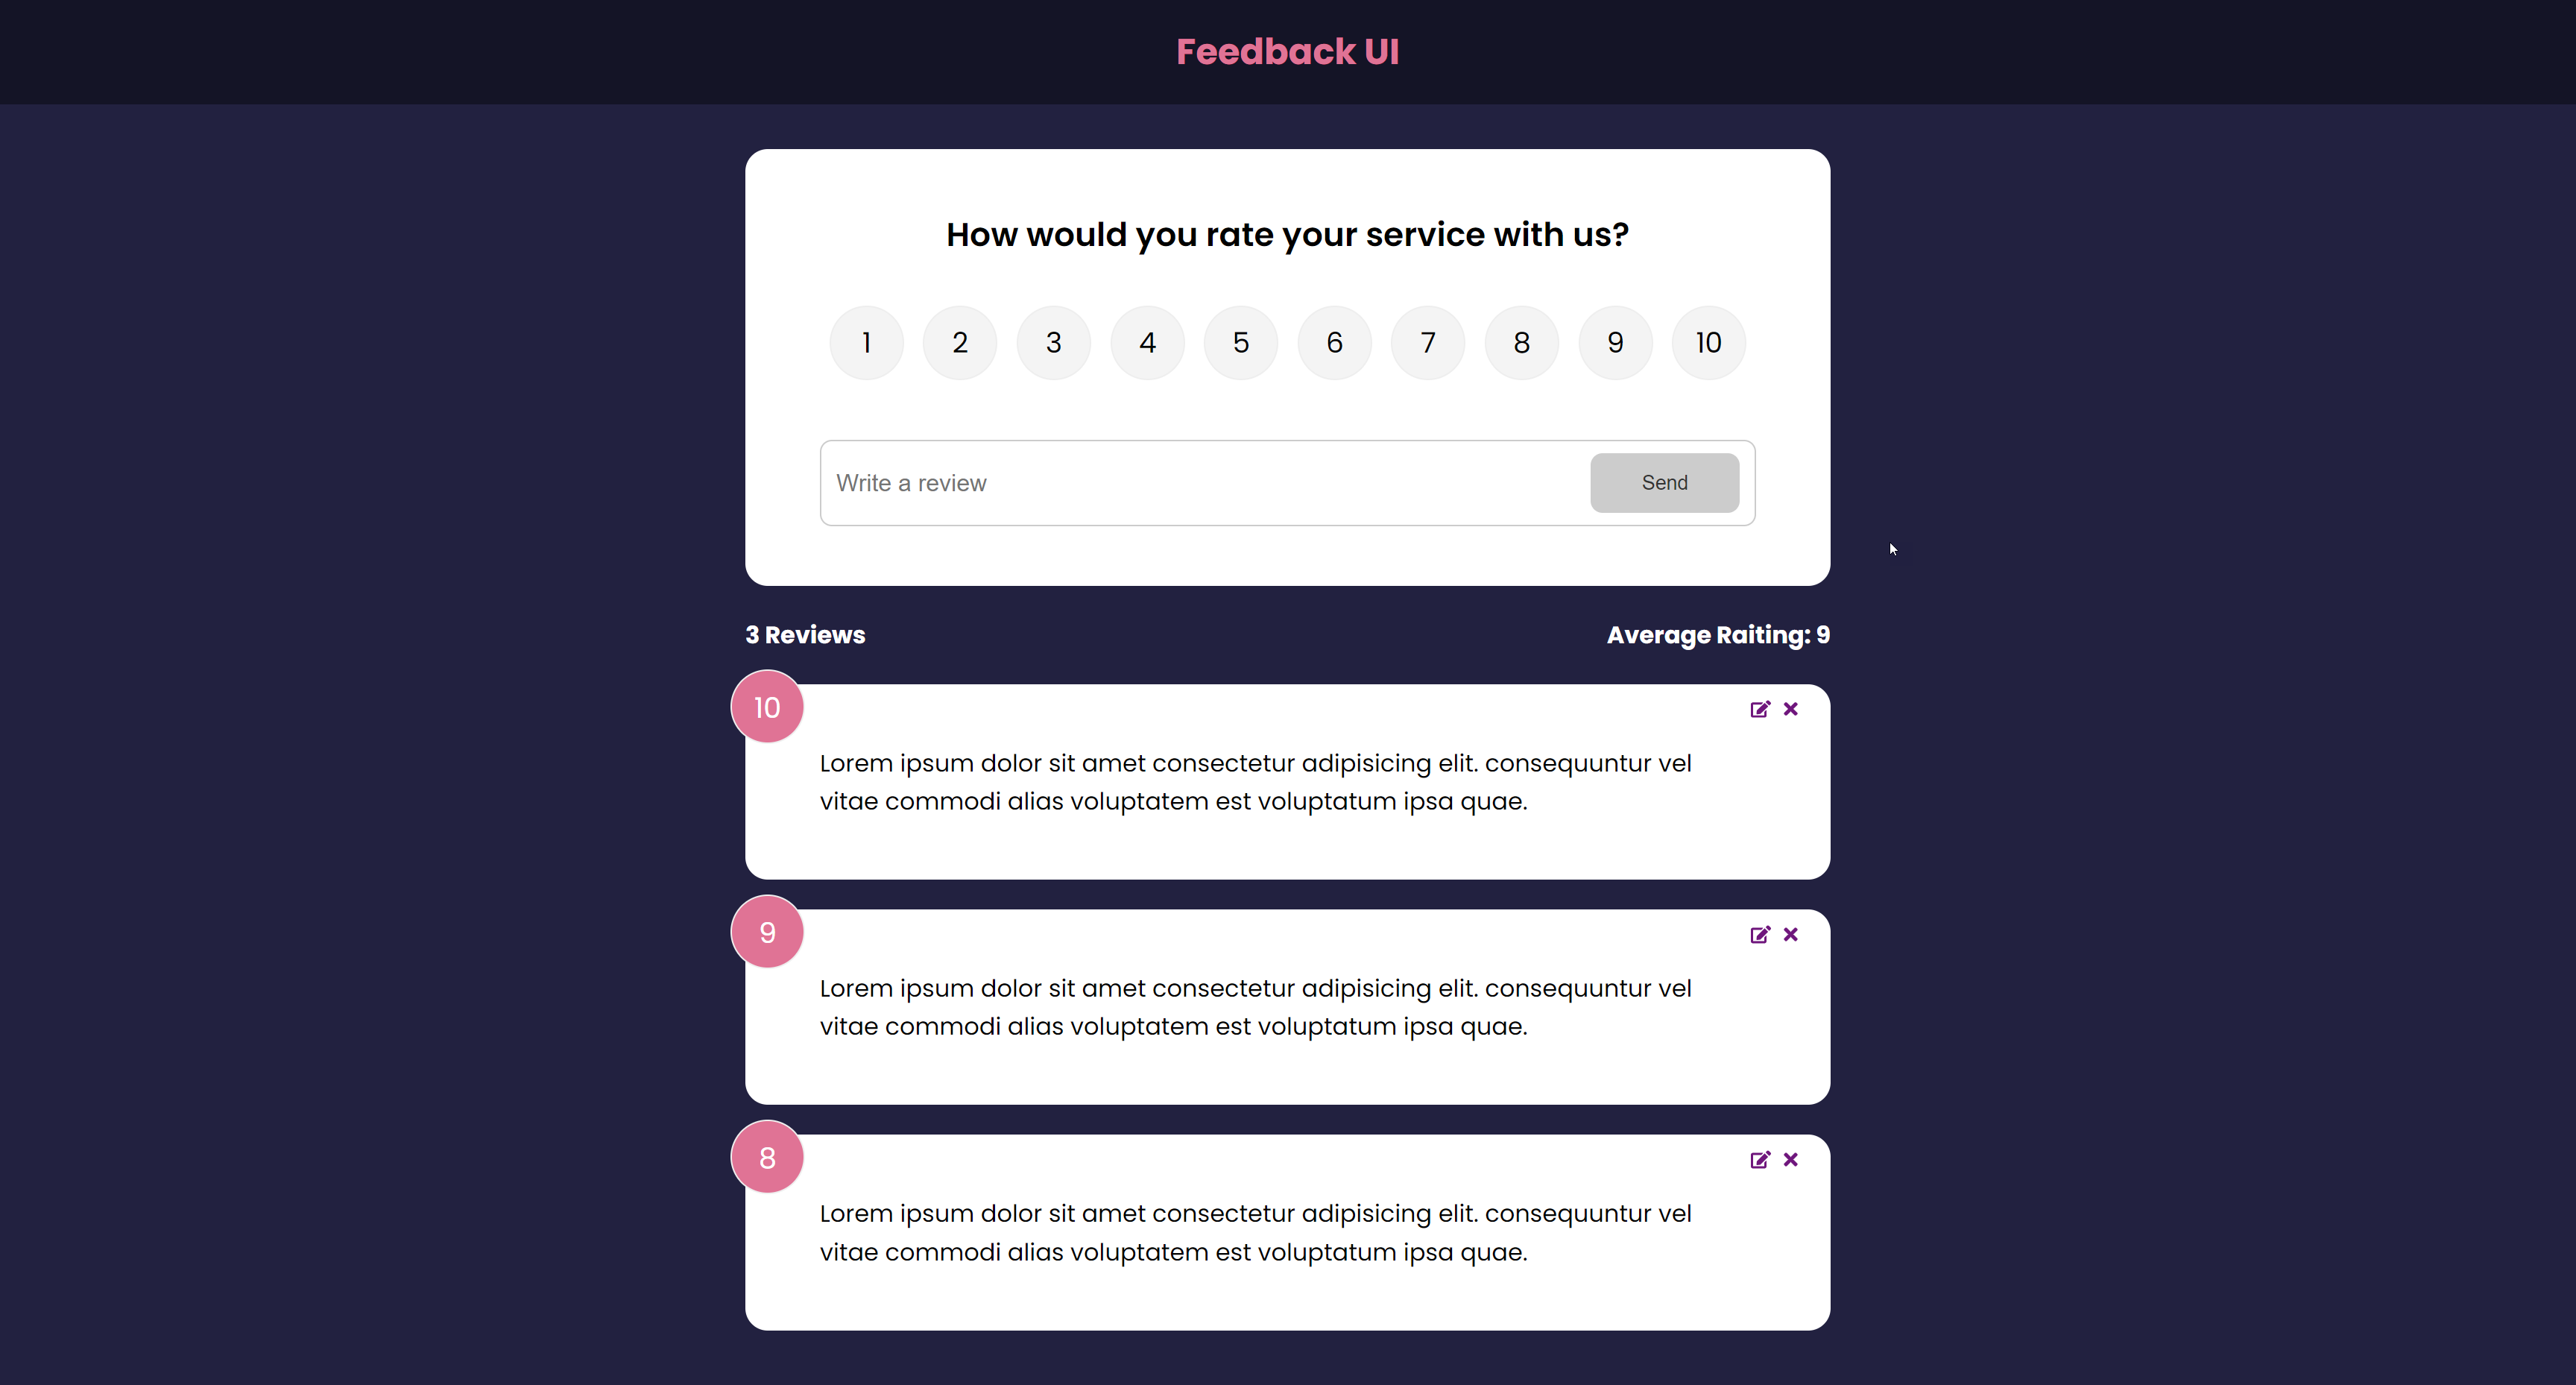 Feedback UI
How would you rate your service with us?
1 2 3 4 5 6 7 8 9 10
Write a review Send
3 Reviews Average Raiting: 9
10
Lorem ipsum dolor sit amet consectetur adipisicing elit. consequuntur vel
vitae commodi alias voluptatem est voluptatum ipsa quae.
9
Lorem ipsum dolor sit amet consectetur adipisicing elit. consequuntur vel
vitae commodi alias voluptatem est voluptatum ipsa quae.
8
Lorem ipsum dolor sit amet consectetur adipisicing elit. consequuntur vel
vitae commodi alias voluptatem est voluptatum ipsa quae.